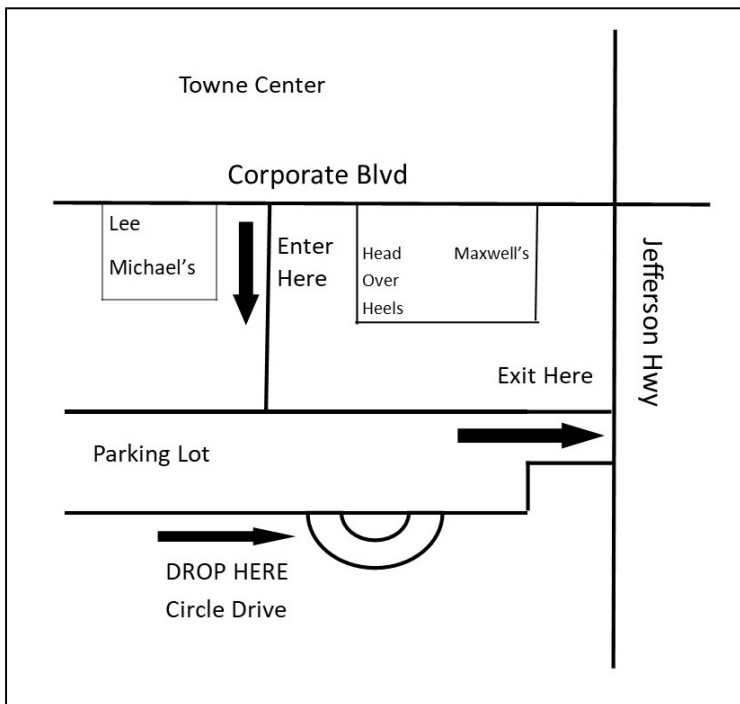 Towne Center
Corporate Blvd
Lee
Michael's
Enter
Here
Head
Over
Heels
Maxwell's
Jefferson Hwy
Exit Here
Parking Lot
DROP HERE
Circle Drive